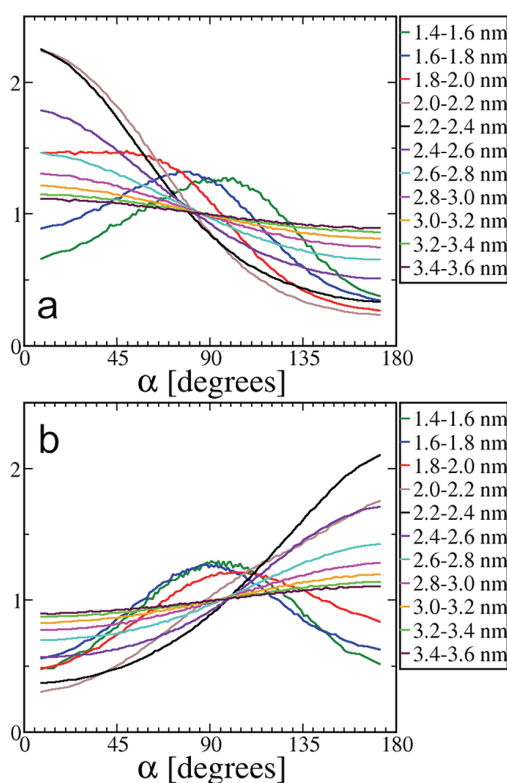 2
1
0
a
0 45 90 135 180
α [degrees]
1.4-1.6 nm
1.6-1.8 nm
1.8-2.0 nm
2.0-2.2 nm
2.2-2.4 nm
2.4-2.6 nm
2.6-2.8 nm
2.8-3.0 nm
3.0-3.2 nm
3.2-3.4 nm
3.4-3.6 nm
b
2
1
0
0 45 90 135 180
α [degrees]
1.4-1.6 nm
1.6-1.8 nm
1.8-2.0 nm
2.0-2.2 nm
2.2-2.4 nm
2.4-2.6 nm
2.6-2.8 nm
2.8-3.0 nm
3.0-3.2 nm
3.2-3.4 nm
3.4-3.6 nm